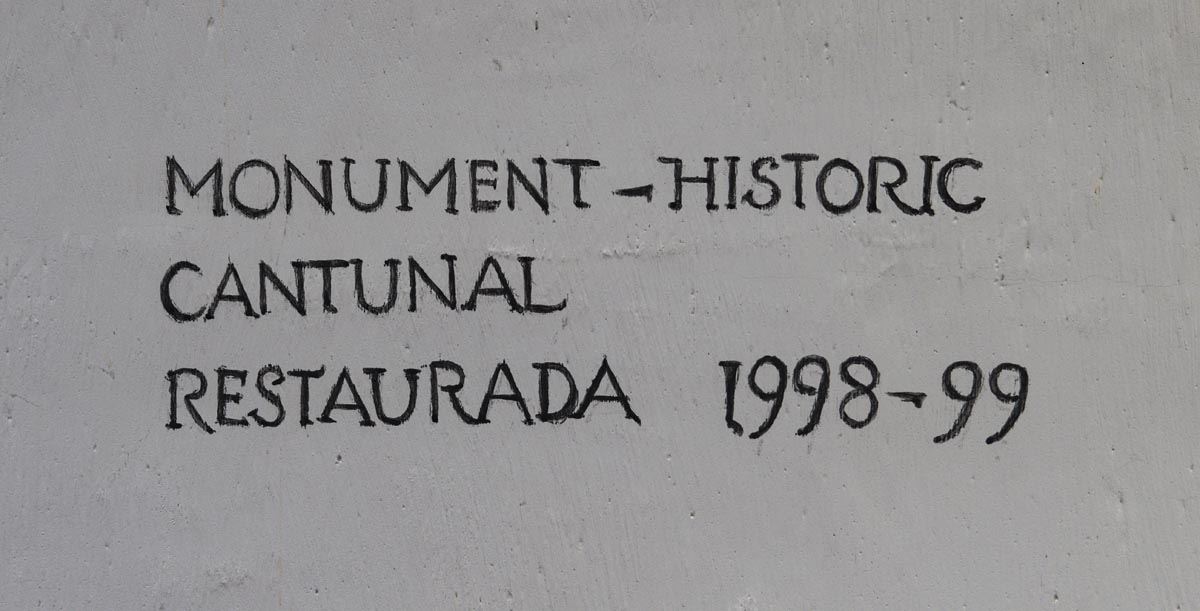 MONUMENT-HISTORIC
CANTUNAL
RESTAURADA 1998-99